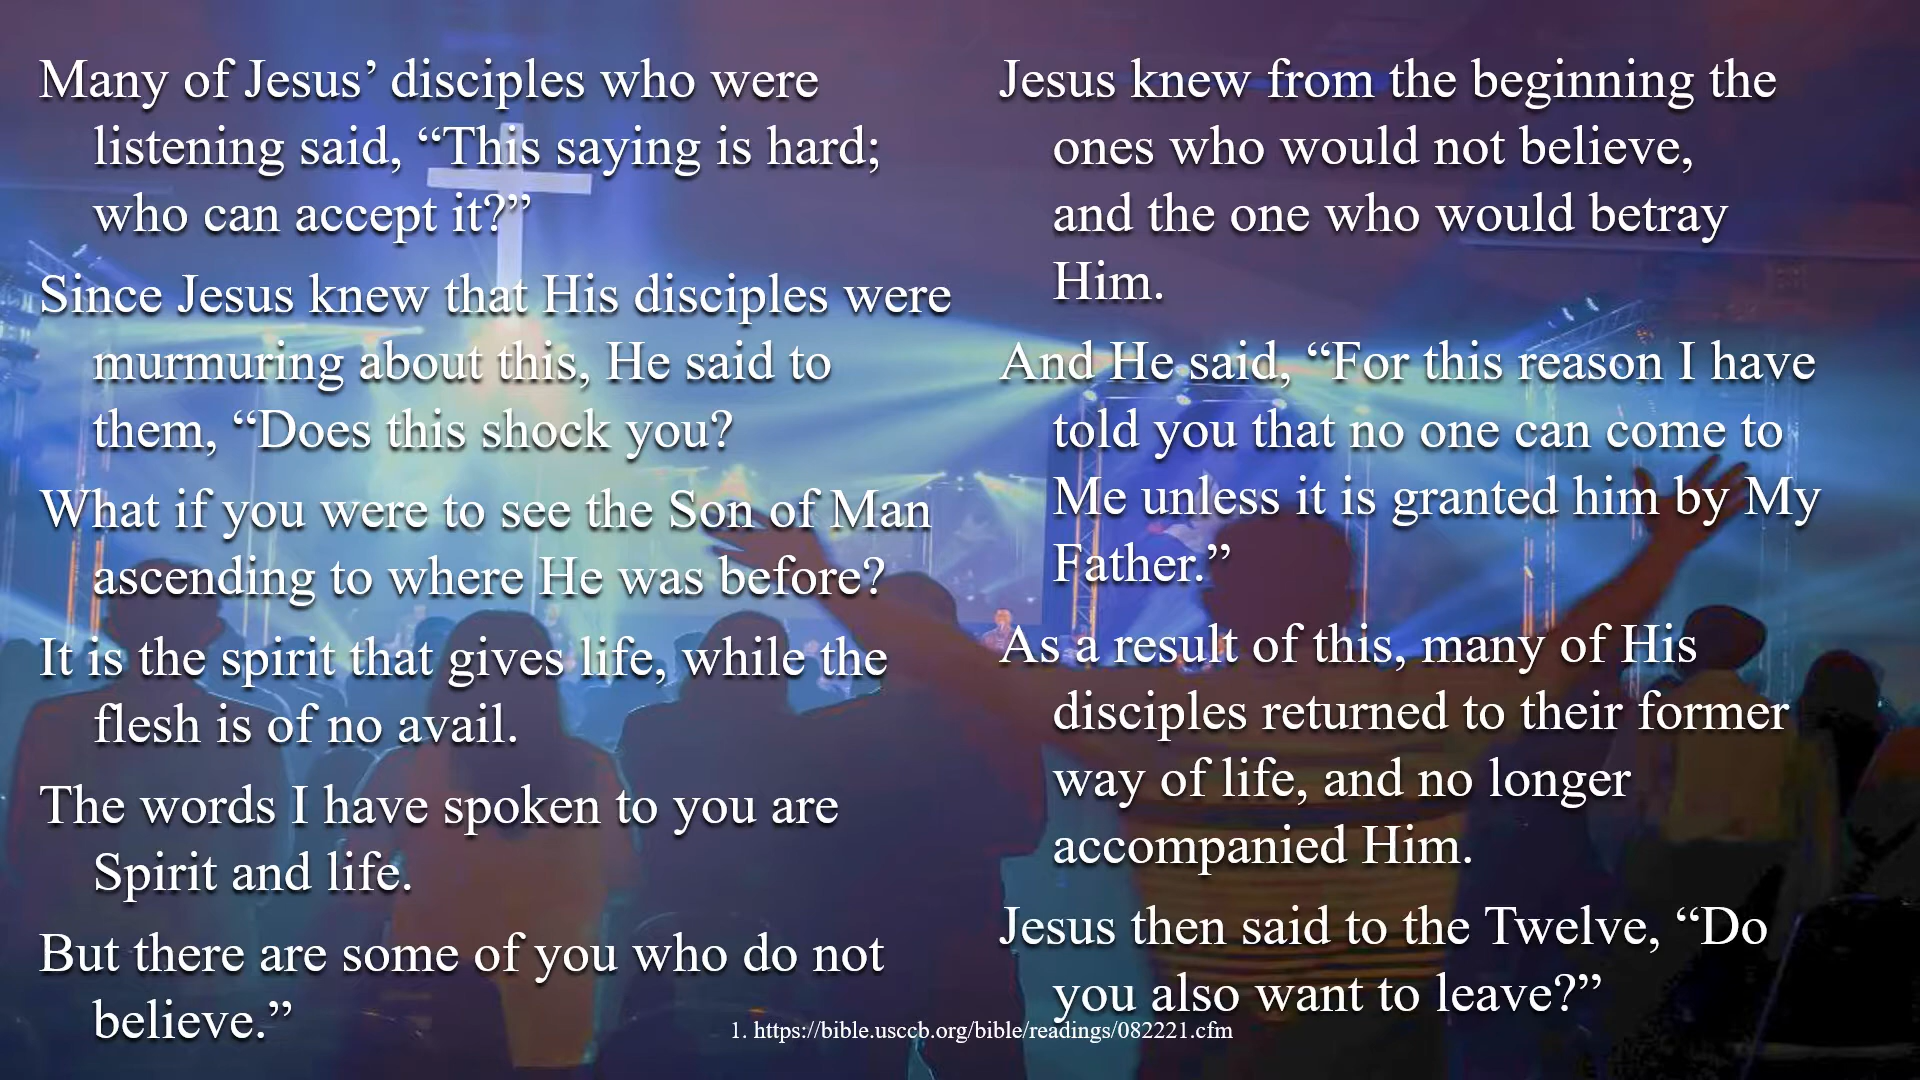 Many of Jesus’ disciples who were
listening said, “This saying is hard;
who can accept it?”
Since Jesus knew that His disciples were
murmuring about this, He said to
them, “Does this shock you?
What if you were to see the Son of Man
ascending to where He was before?
It is the spirit that gives life, while the
flesh is of no avail.
The words I have spoken to you are
Spirit and life.
But there are some of you who do not
believe.”
Jesus knew from the beginning the
ones who would not believe,
and the one who would betray
Him.
And He said, “For this reason I have
told you that no one can come to
Me unless it is granted him by My
Father.”
As a result of this, many of His
disciples returned to their former
way of life, and no longer
accompanied Him.
Jesus then said to the Twelve, “Do
you also want to leave?”
1. https://bible.usccb.org/bible/readings/082221.cfm